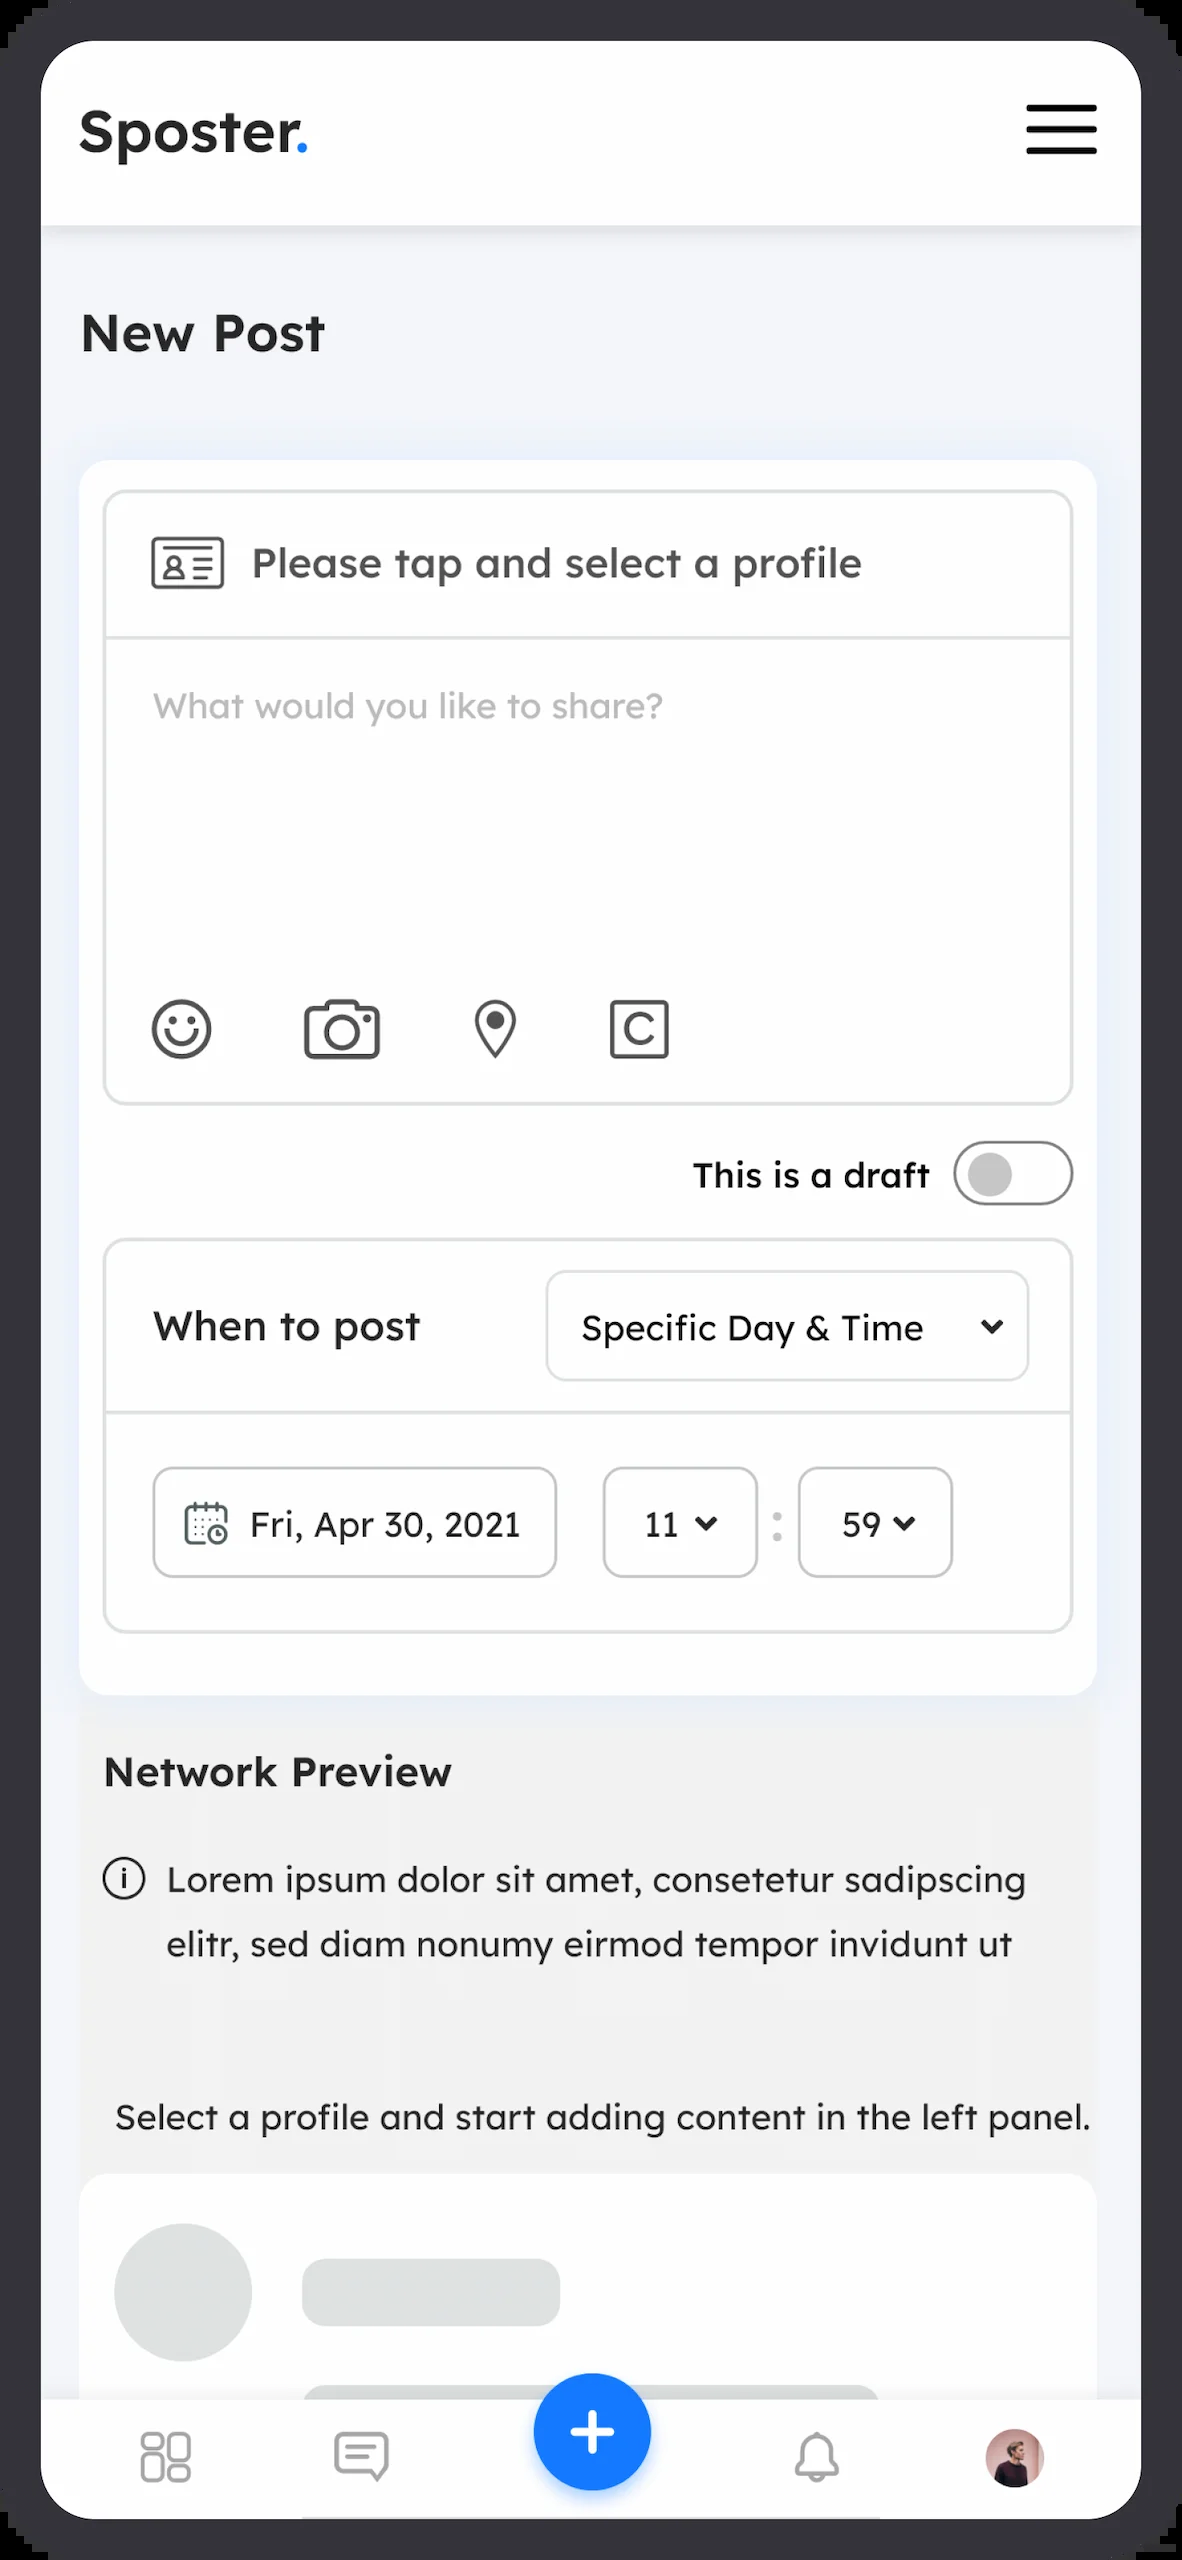 Sposter.
New Post
Please tap and select a profile
What would you like to share?
C
This is a draft
When to post
Specific Day & Time
Fri, Apr 30, 2021
11 : 59
Network Preview
Lorem ipsum dolor sit amet, consetetur sadipscing
elitr, sed diam nonumy eirmod tempor invidunt ut
Select a profile and start adding content in the left panel.